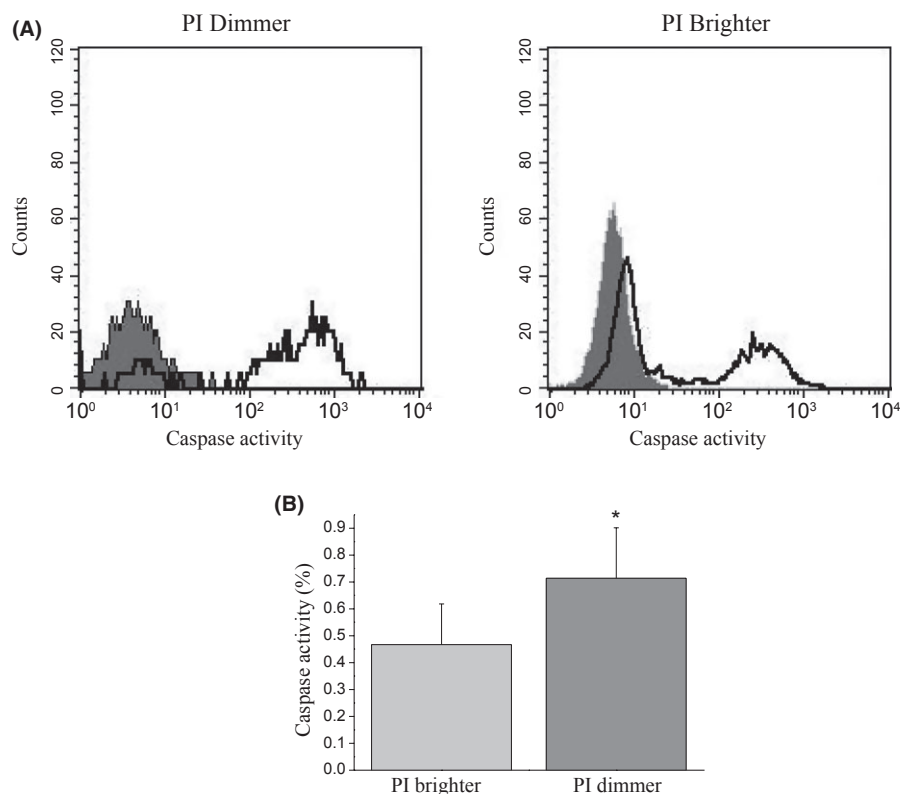 (A)
PI Dimmer
PI Brighter
Counts
120
100
80
60
40
20
0
10⁰ 10¹ 10² 10³ 10⁴
Caspase activity
Counts
120
100
80
60
40
20
0
10⁰ 10¹ 10² 10³ 10⁴
Caspase activity
(B)
Caspase activity (%)
0.9
0.8
0.7
0.6
0.5
0.4
0.3
0.2
0.1
0.0
*
PI brighter PI dimmer